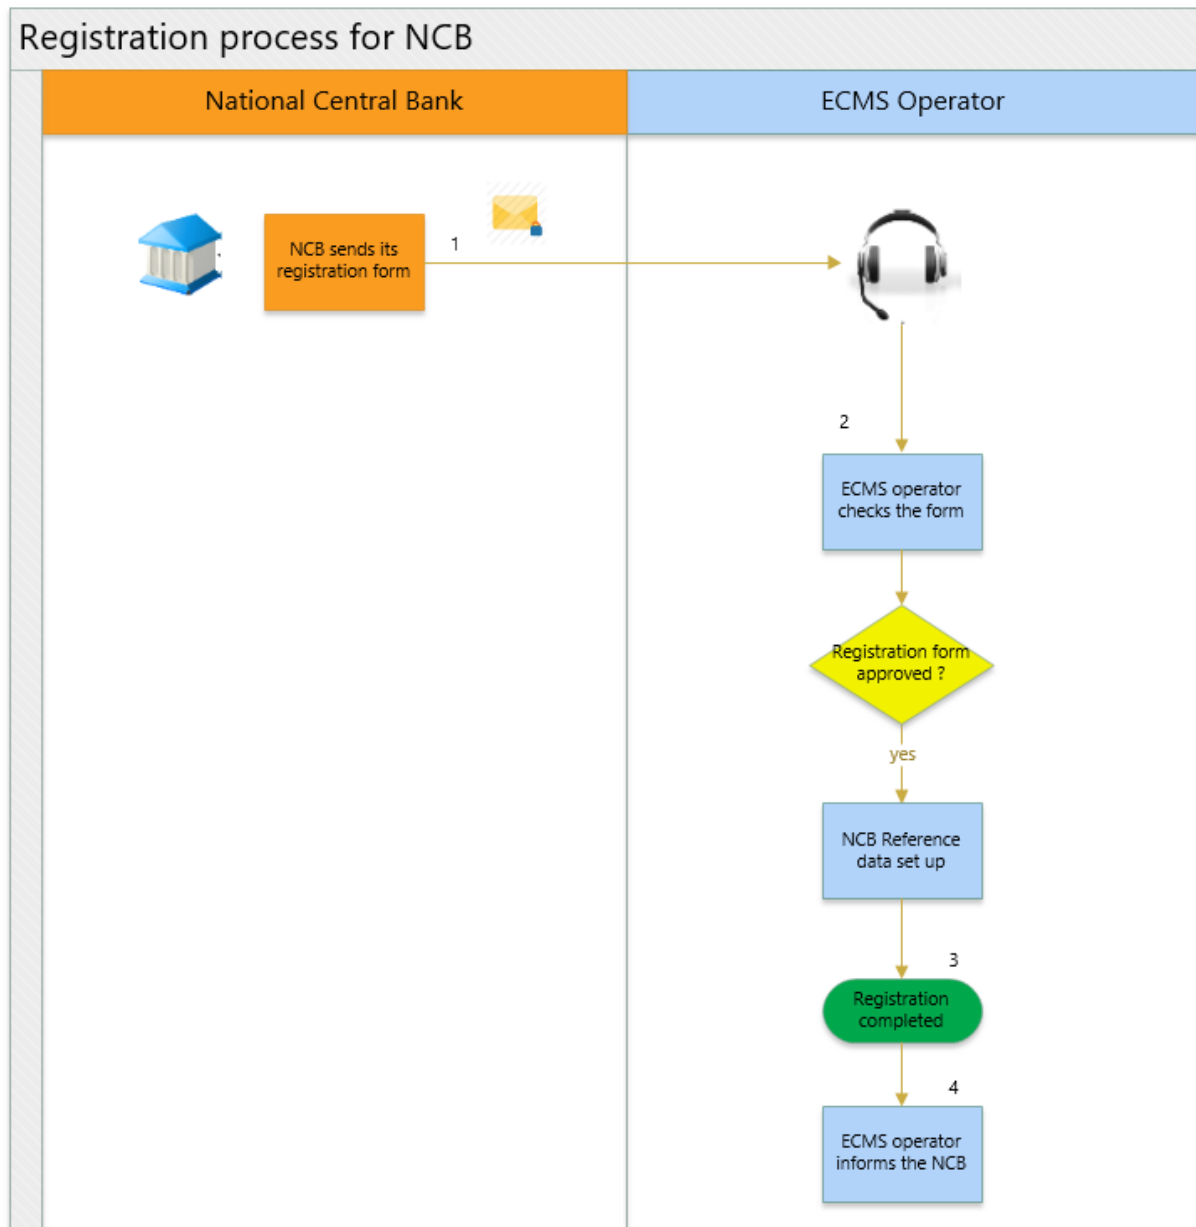 Registration process for NCB
National Central Bank
ECMS Operator
NCB sends its
registration form
1
2
ECMS operator
checks the form
Registration form
approved ?
yes
NCB Reference
data set up
3
Registration
completed
4
ECMS operator
informs the NCB